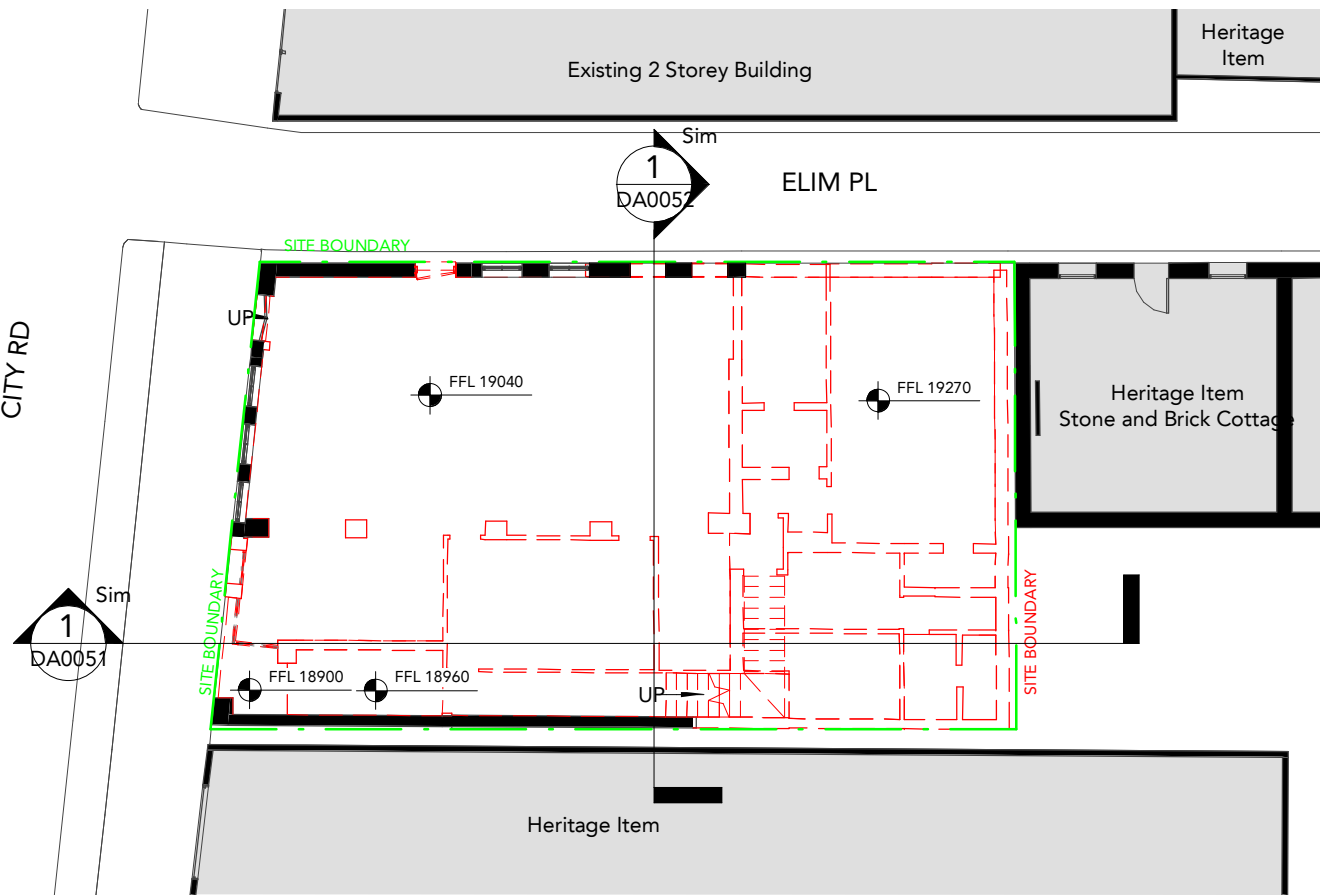 Heritage
Item
Existing 2 Storey Building
Sim
1
DA0052
ELIM PL
SITE BOUNDARY
UP
CITY RD
FFL 19040
FFL 19270
Heritage Item
Stone and Brick Cottage
Sim
1
DA0051
SITE BOUNDARY
SITE BOUNDARY
FFL 18900
FFL 18960
UP
Heritage Item